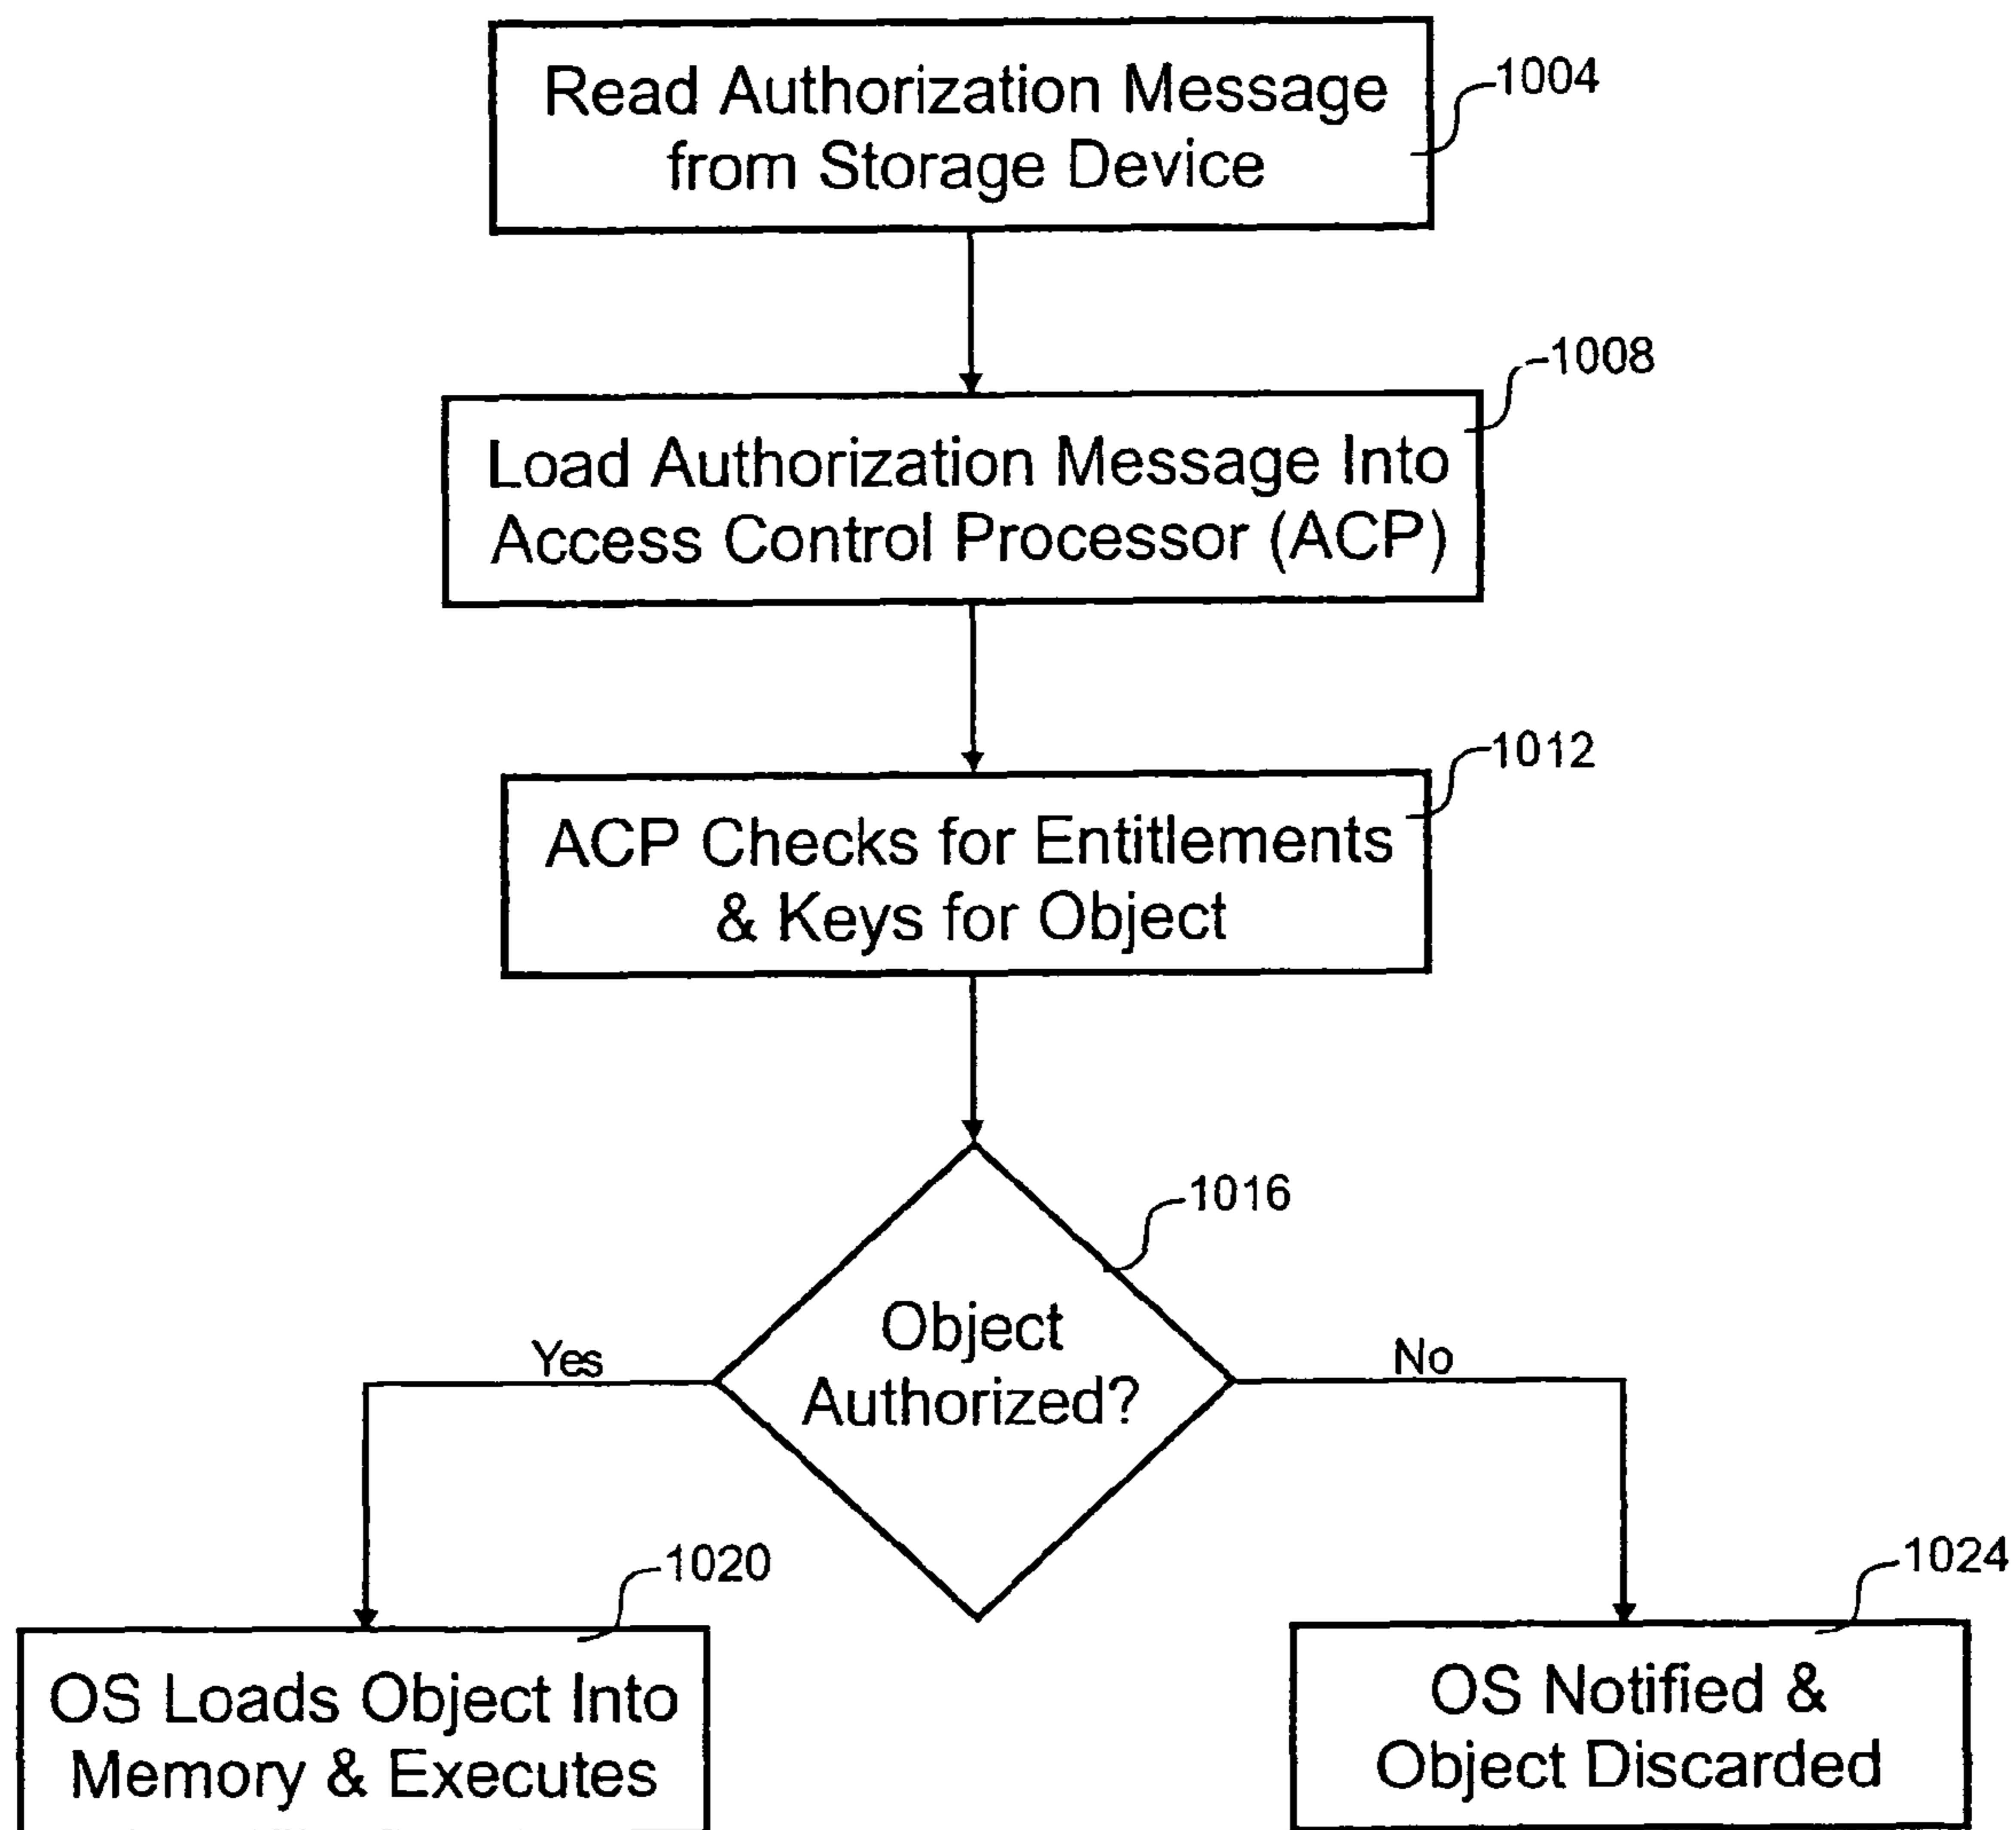 Read Authorization Message
from Storage Device
1004
Load Authorization Message Into
Access Control Processor (ACP)
1008
ACP Checks for Entitlements
& Keys for Object
1012
Object
Authorized?
1016
Yes
No
OS Loads Object Into
Memory & Executes
1020
OS Notified &
Object Discarded
1024